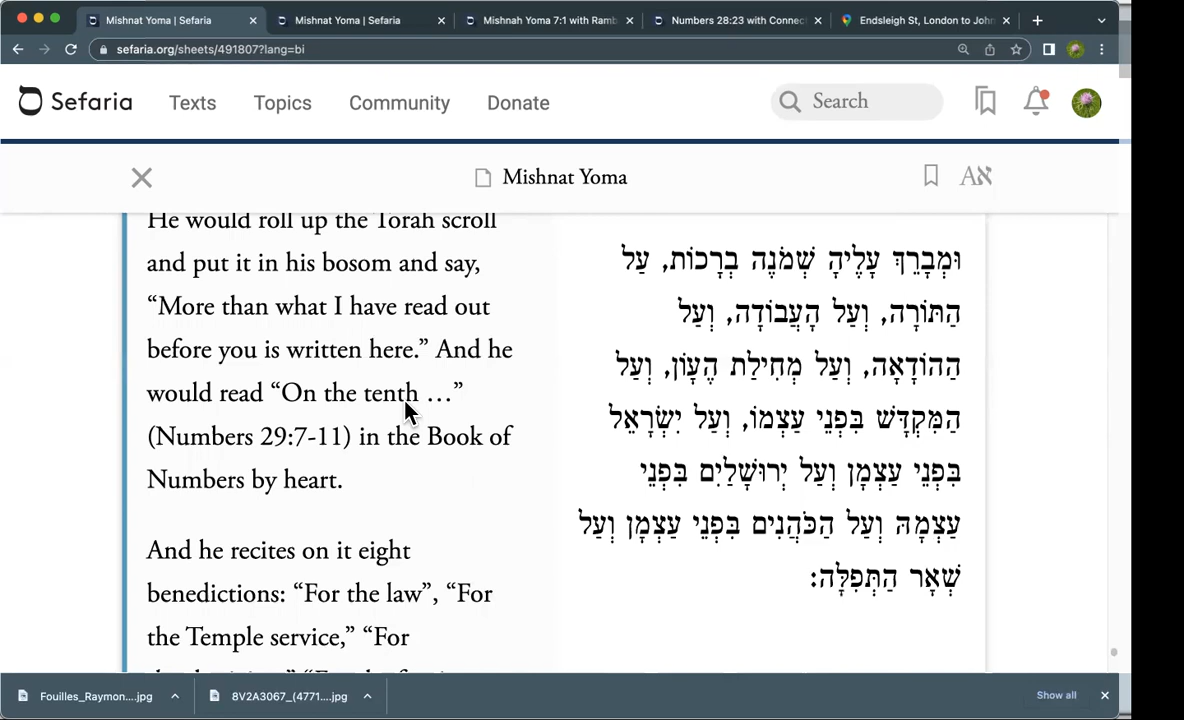 Mishnat Yoma | Sefaria
Mishnat Yoma | Sefaria
Mishnah Yoma 7:1 with Ramb
Numbers 28:23 with Connec
Endsleigh St, London to John
sefaria.org/sheets/491807?lang=bi
Sefaria
Texts
Topics
Community
Donate
Search
Mishnat Yoma
Aא
He would roll up the Torah scroll
and put it in his bosom and say,
“More than what I have read out
before you is written here.” And he
would read “On the tenth …”
(Numbers 29:7-11) in the Book of
Numbers by heart.
And he recites on it eight
benedictions: “For the law”, “For
the Temple service,” “For
וּמְבָרֵךְ עָלֶיהָ שְׁמֹנֶה בְרָכוֹת, עַל
הַתּוֹרָה, וְעַל הָעֲבוֹדָה, וְעַל
הַהוֹדָאָה, וְעַל מְחִילַת הֶעָוֹן, וְעַל
הַמִּקְדָּשׁ בִּפְנֵי עַצְמוֹ, וְעַל יִשְׂרָאֵל
בִּפְנֵי עַצְמָן וְעַל יְרוּשָׁלַיִם בִּפְנֵי
עַצְמָהּ וְעַל הַכֹּהֲנִים בִּפְנֵי עַצְמָן וְעַל
שְׁאָר הַתְּפִלָּה:
Fouilles_Raymon....jpg
8V2A3067_(4771....jpg
Show all